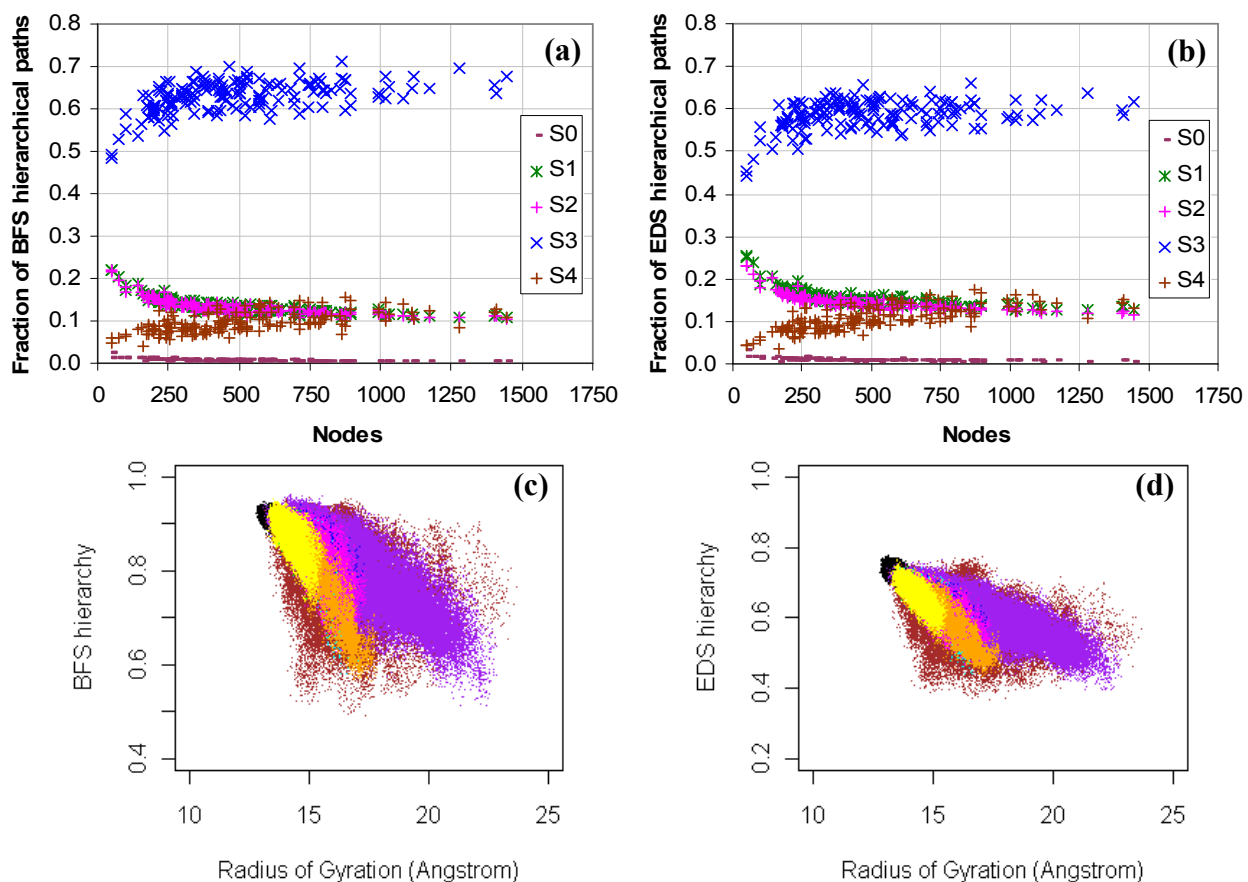 (a)
Fraction of BFS hierarchical paths
0.8
0.7
0.6
0.5
0.4
0.3
0.2
0.1
0.0
S0
S1
S2
S3
S4
0 250 500 750 1000 1250 1500 1750
Nodes
(b)
Fraction of EDS hierarchical paths
0.8
0.7
0.6
0.5
0.4
0.3
0.2
0.1
0.0
S0
S1
S2
S3
S4
0 250 500 750 1000 1250 1500 1750
Nodes
(c)
BFS hierarchy
1.0
0.8
0.6
0.4
10 15 20 25
Radius of Gyration (Angstrom)
(d)
EDS hierarchy
1.0
0.8
0.6
0.4
0.2
10 15 20 25
Radius of Gyration (Angstrom)